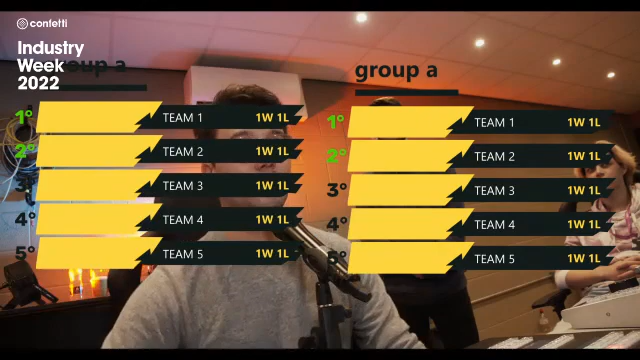 confetti
Industry
Week
2022
group a
1° TEAM 1 1W 1L
2° TEAM 2 1W 1L
3° TEAM 3 1W 1L
4° TEAM 4 1W 1L
5° TEAM 5 1W 1L
group a
1° TEAM 1 1W 1L
2° TEAM 2 1W 1L
3° TEAM 3 1W 1L
4° TEAM 4 1W 1L
5° TEAM 5 1W 1L